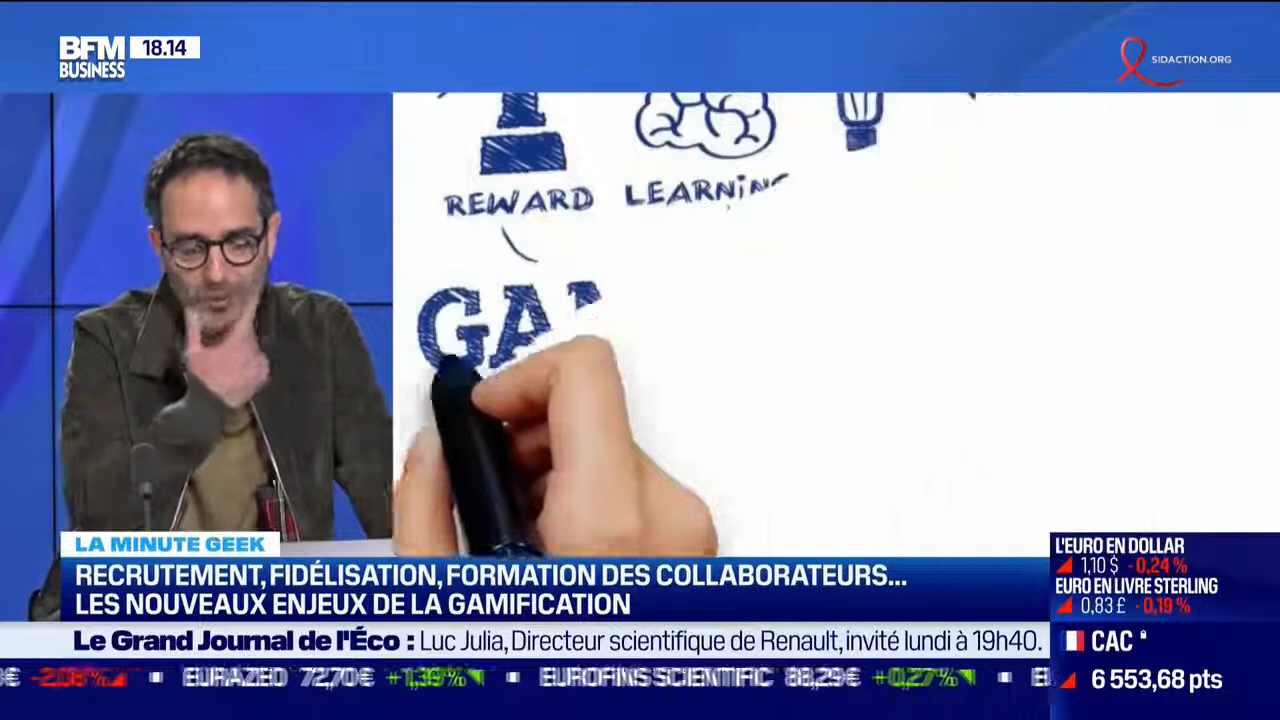 BFM
BUSINESS
18.14
SIDACTION.ORG
REWARD LEARNING
GA
LA MINUTE GEEK
RECRUTEMENT, FIDÉLISATION, FORMATION DES COLLABORATEURS...
LES NOUVEAUX ENJEUX DE LA GAMIFICATION
Le Grand Journal de l'Éco : Luc Julia, Directeur scientifique de Renault, invité lundi à 19h40.
L'EURO EN DOLLAR
1,10 $ -0,24 %
EURO EN LIVRE STERLING
0,83 £ -0,19 %
CAC
6 553,68 pts
EURAZEO 72,70€ +1,39% EUROFINS SCIENTIFIC 88,29€ +0,27%